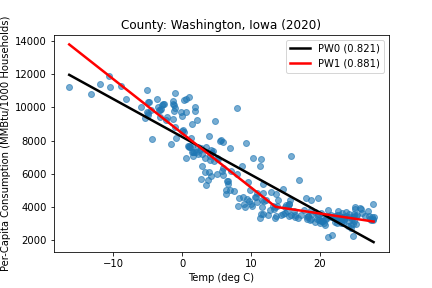 County: Washington, Iowa (2020)
Per-Capita Consumption (MMBtu/1000 Households)
14000
12000
10000
8000
6000
4000
2000
PW0 (0.821)
PW1 (0.881)
−10
0
10
20
Temp (deg C)